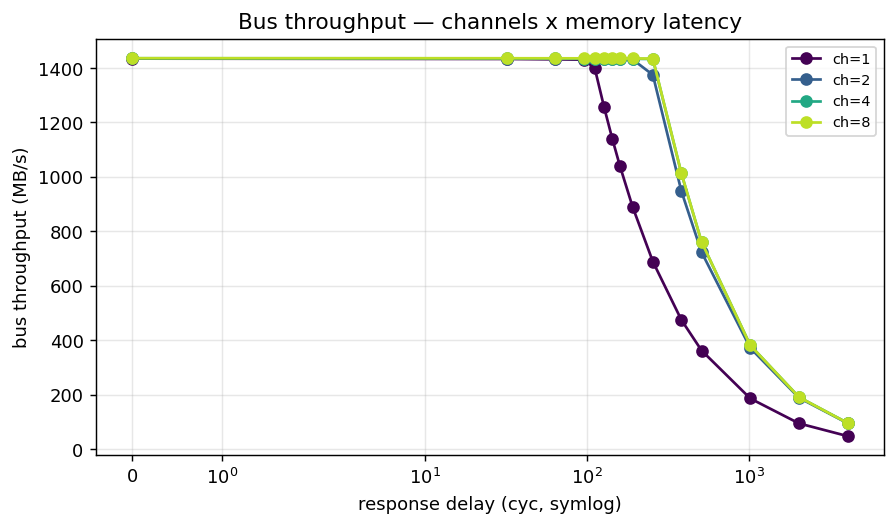 Bus throughput — channels x memory latency
bus throughput (MB/s)
1400
1200
1000
800
600
400
200
0
ch=1
ch=2
ch=4
ch=8
0 10⁰ 10¹ 10² 10³
response delay (cyc, symlog)